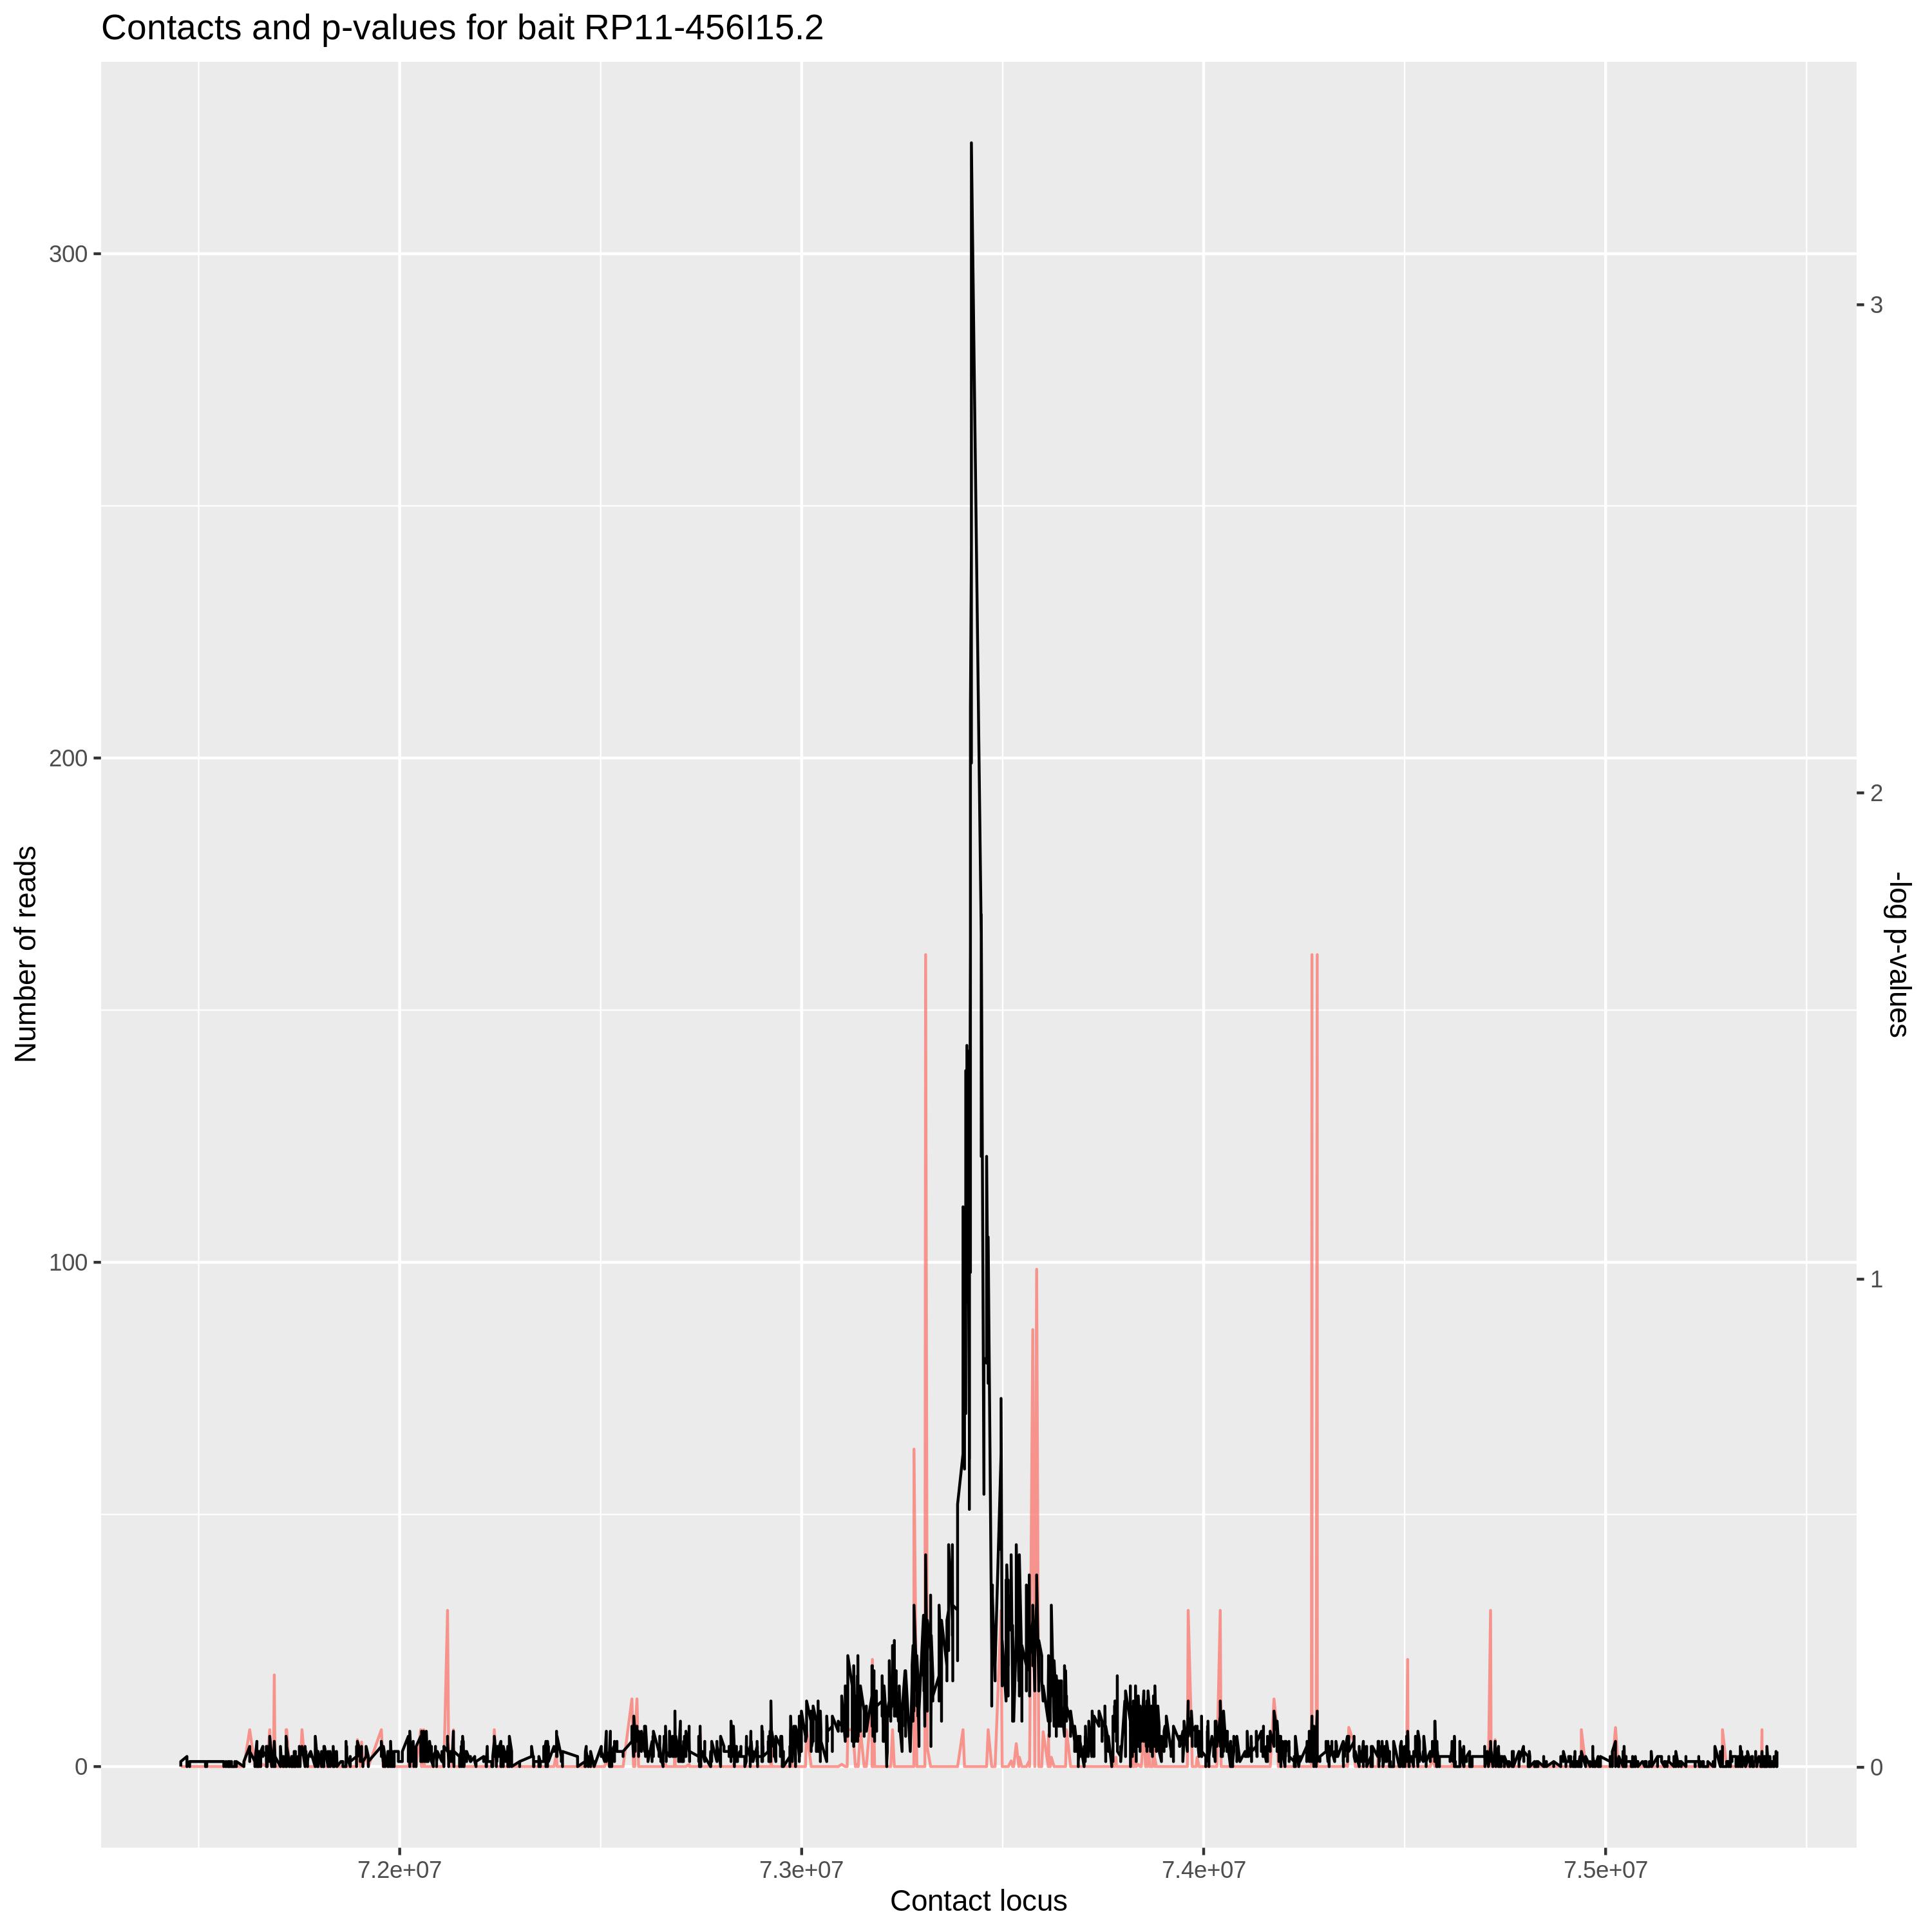 Contacts and p-values for bait RP11-456I15.2
300
200
100
0
Number of reads
3
2
1
0
-log p-values
7.2e+07
7.3e+07
7.4e+07
7.5e+07
Contact locus